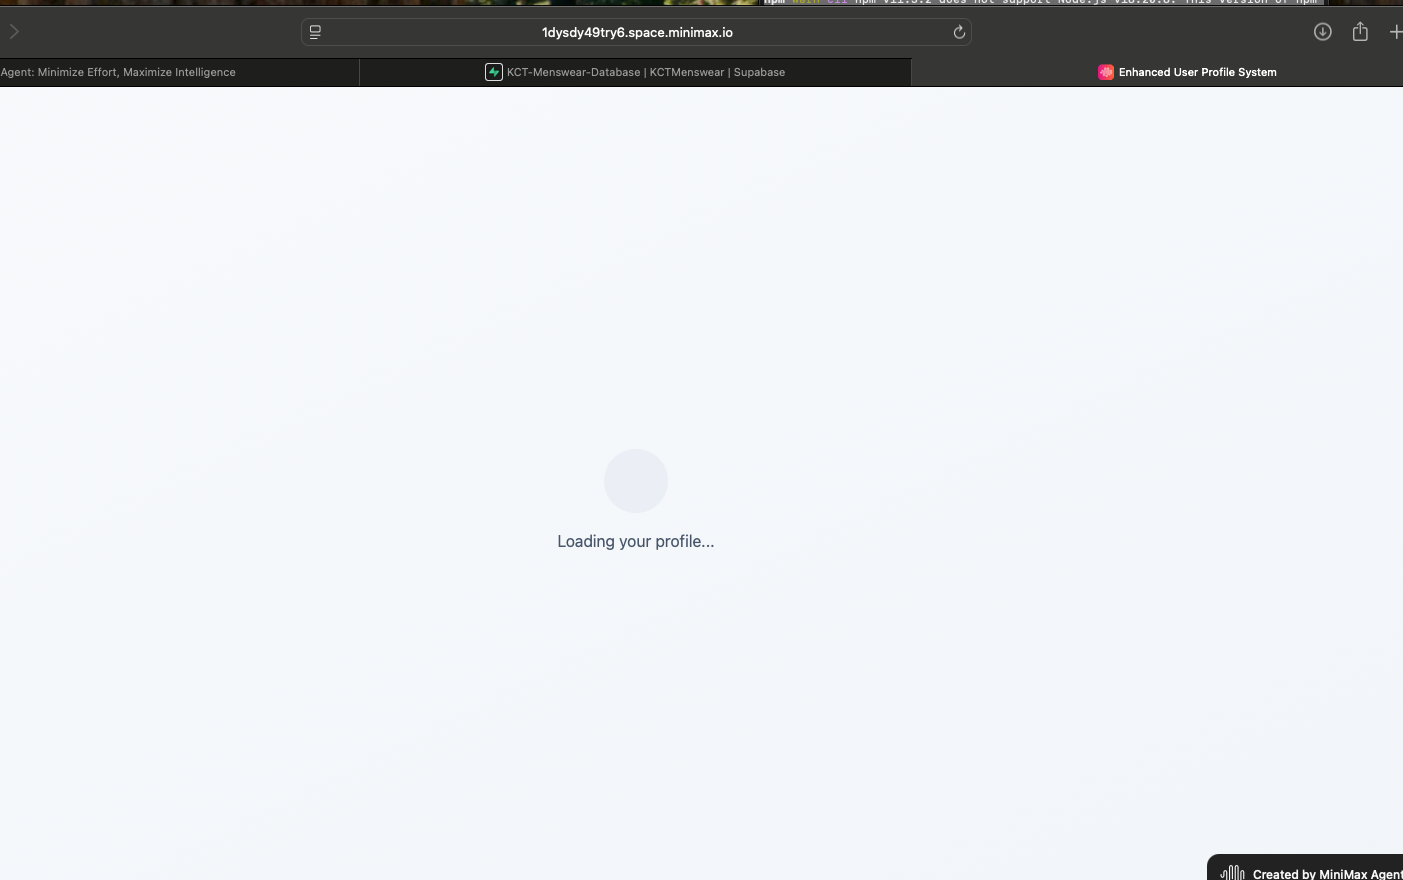 npm warn cli npm v11.5.2 does not support Node.js v18.20.8. This version of npm
1dysdy49try6.space.minimax.io
Agent: Minimize Effort, Maximize Intelligence
KCT-Menswear-Database | KCTMenswear | Supabase
Enhanced User Profile System
Loading your profile...
Created by MiniMax Agent